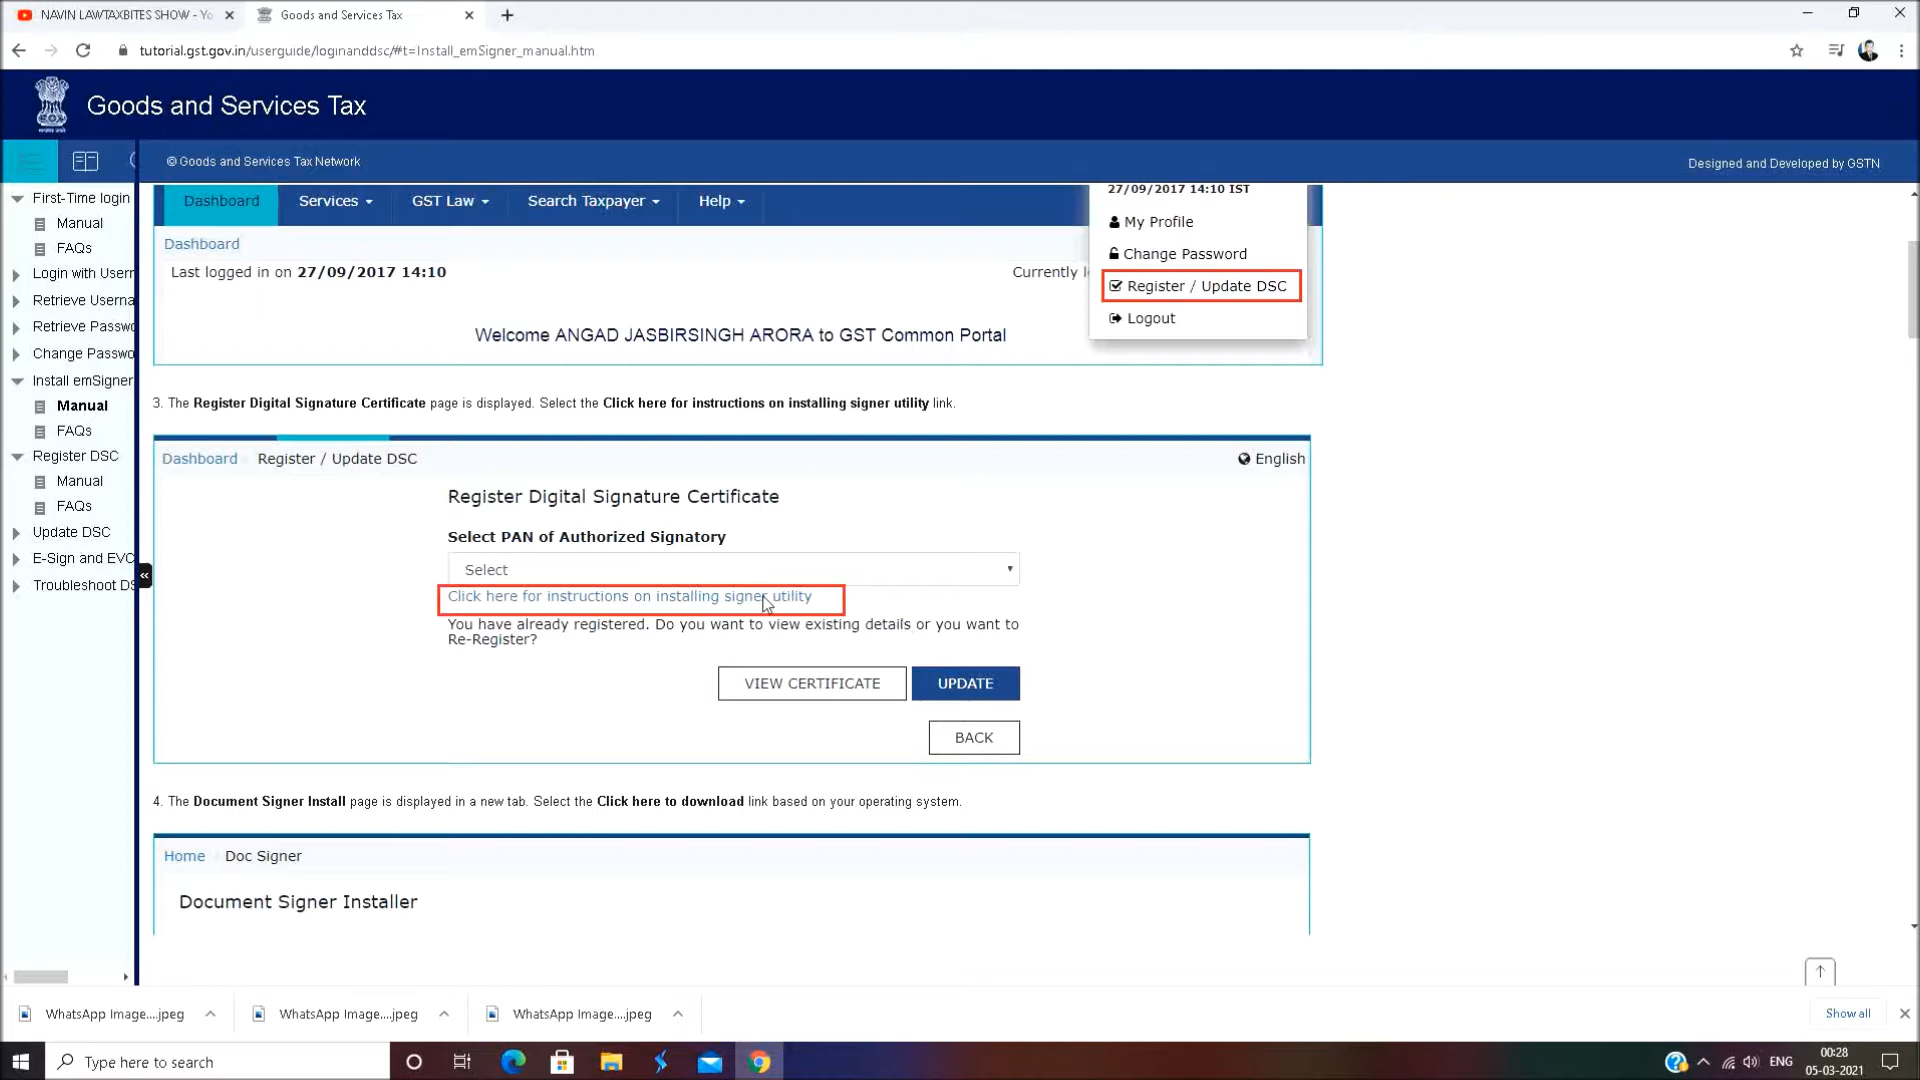 NAVIN LAWTAXBITES SHOW - Yo
Goods and Services Tax
tutorial.gst.gov.in/userguide/loginanddsc/#t=Install_emSigner_manual.htm
Goods and Services Tax
© Goods and Services Tax Network
Designed and Developed by GSTN
First-Time login
Manual
FAQs
Login with Usern
Retrieve Userna
Retrieve Passwo
Change Passwo
Install emSigner
Manual
FAQs
Register DSC
Manual
FAQs
Update DSC
E-Sign and EVC
Troubleshoot DS
Dashboard
Services
GST Law
Search Taxpayer
Help
27/09/2017 14:10 IST
My Profile
Change Password
Register / Update DSC
Logout
Dashboard
Last logged in on 27/09/2017 14:10
Currently l
Welcome ANGAD JASBIRSINGH ARORA to GST Common Portal
3. The Register Digital Signature Certificate page is displayed. Select the Click here for instructions on installing signer utility link.
Dashboard Register / Update DSC
English
Register Digital Signature Certificate
Select PAN of Authorized Signatory
Select
Click here for instructions on installing signer utility
You have already registered. Do you want to view existing details or you want to
Re-Register?
VIEW CERTIFICATE
UPDATE
BACK
4. The Document Signer Install page is displayed in a new tab. Select the Click here to download link based on your operating system.
Home Doc Signer
Document Signer Installer
WhatsApp Image....jpeg
WhatsApp Image....jpeg
WhatsApp Image....jpeg
Show all
Type here to search
ENG
00:28
05-03-2021